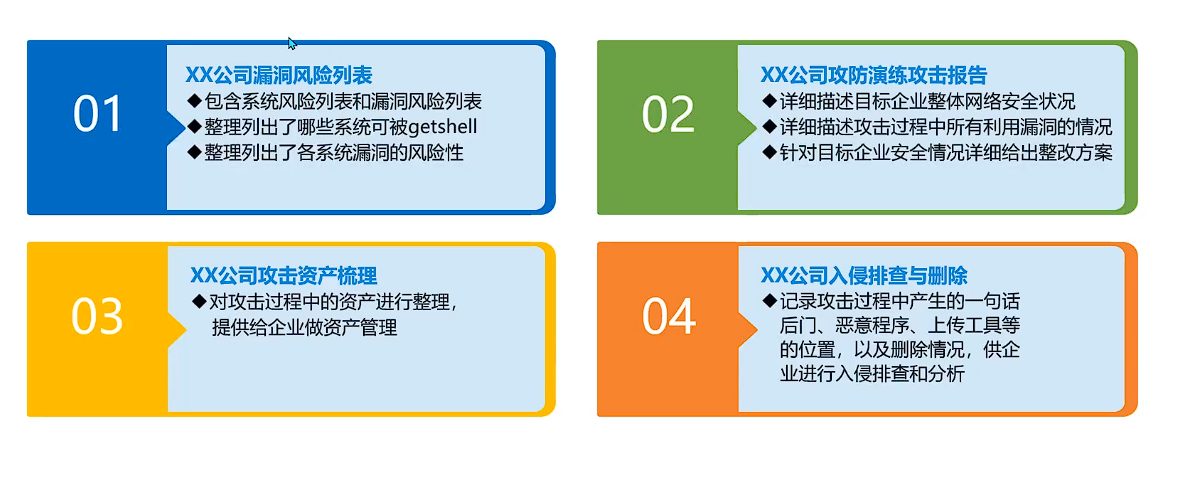 01
XX公司漏洞风险列表
◆包含系统风险列表和漏洞风险列表
◆整理列出了哪些系统可被getshell
◆整理列出了各系统漏洞的风险性
02
XX公司攻防演练攻击报告
◆详细描述目标企业整体网络安全状况
◆详细描述攻击过程中所有利用漏洞的情况
◆针对目标企业安全情况详细给出整改方案
03
XX公司攻击资产梳理
◆对攻击过程中的资产进行整理，
提供给企业做资产管理
04
XX公司入侵排查与删除
◆记录攻击过程中产生的一句话
后门、恶意程序、上传工具等
的位置，以及删除情况，供企
业进行入侵排查和分析